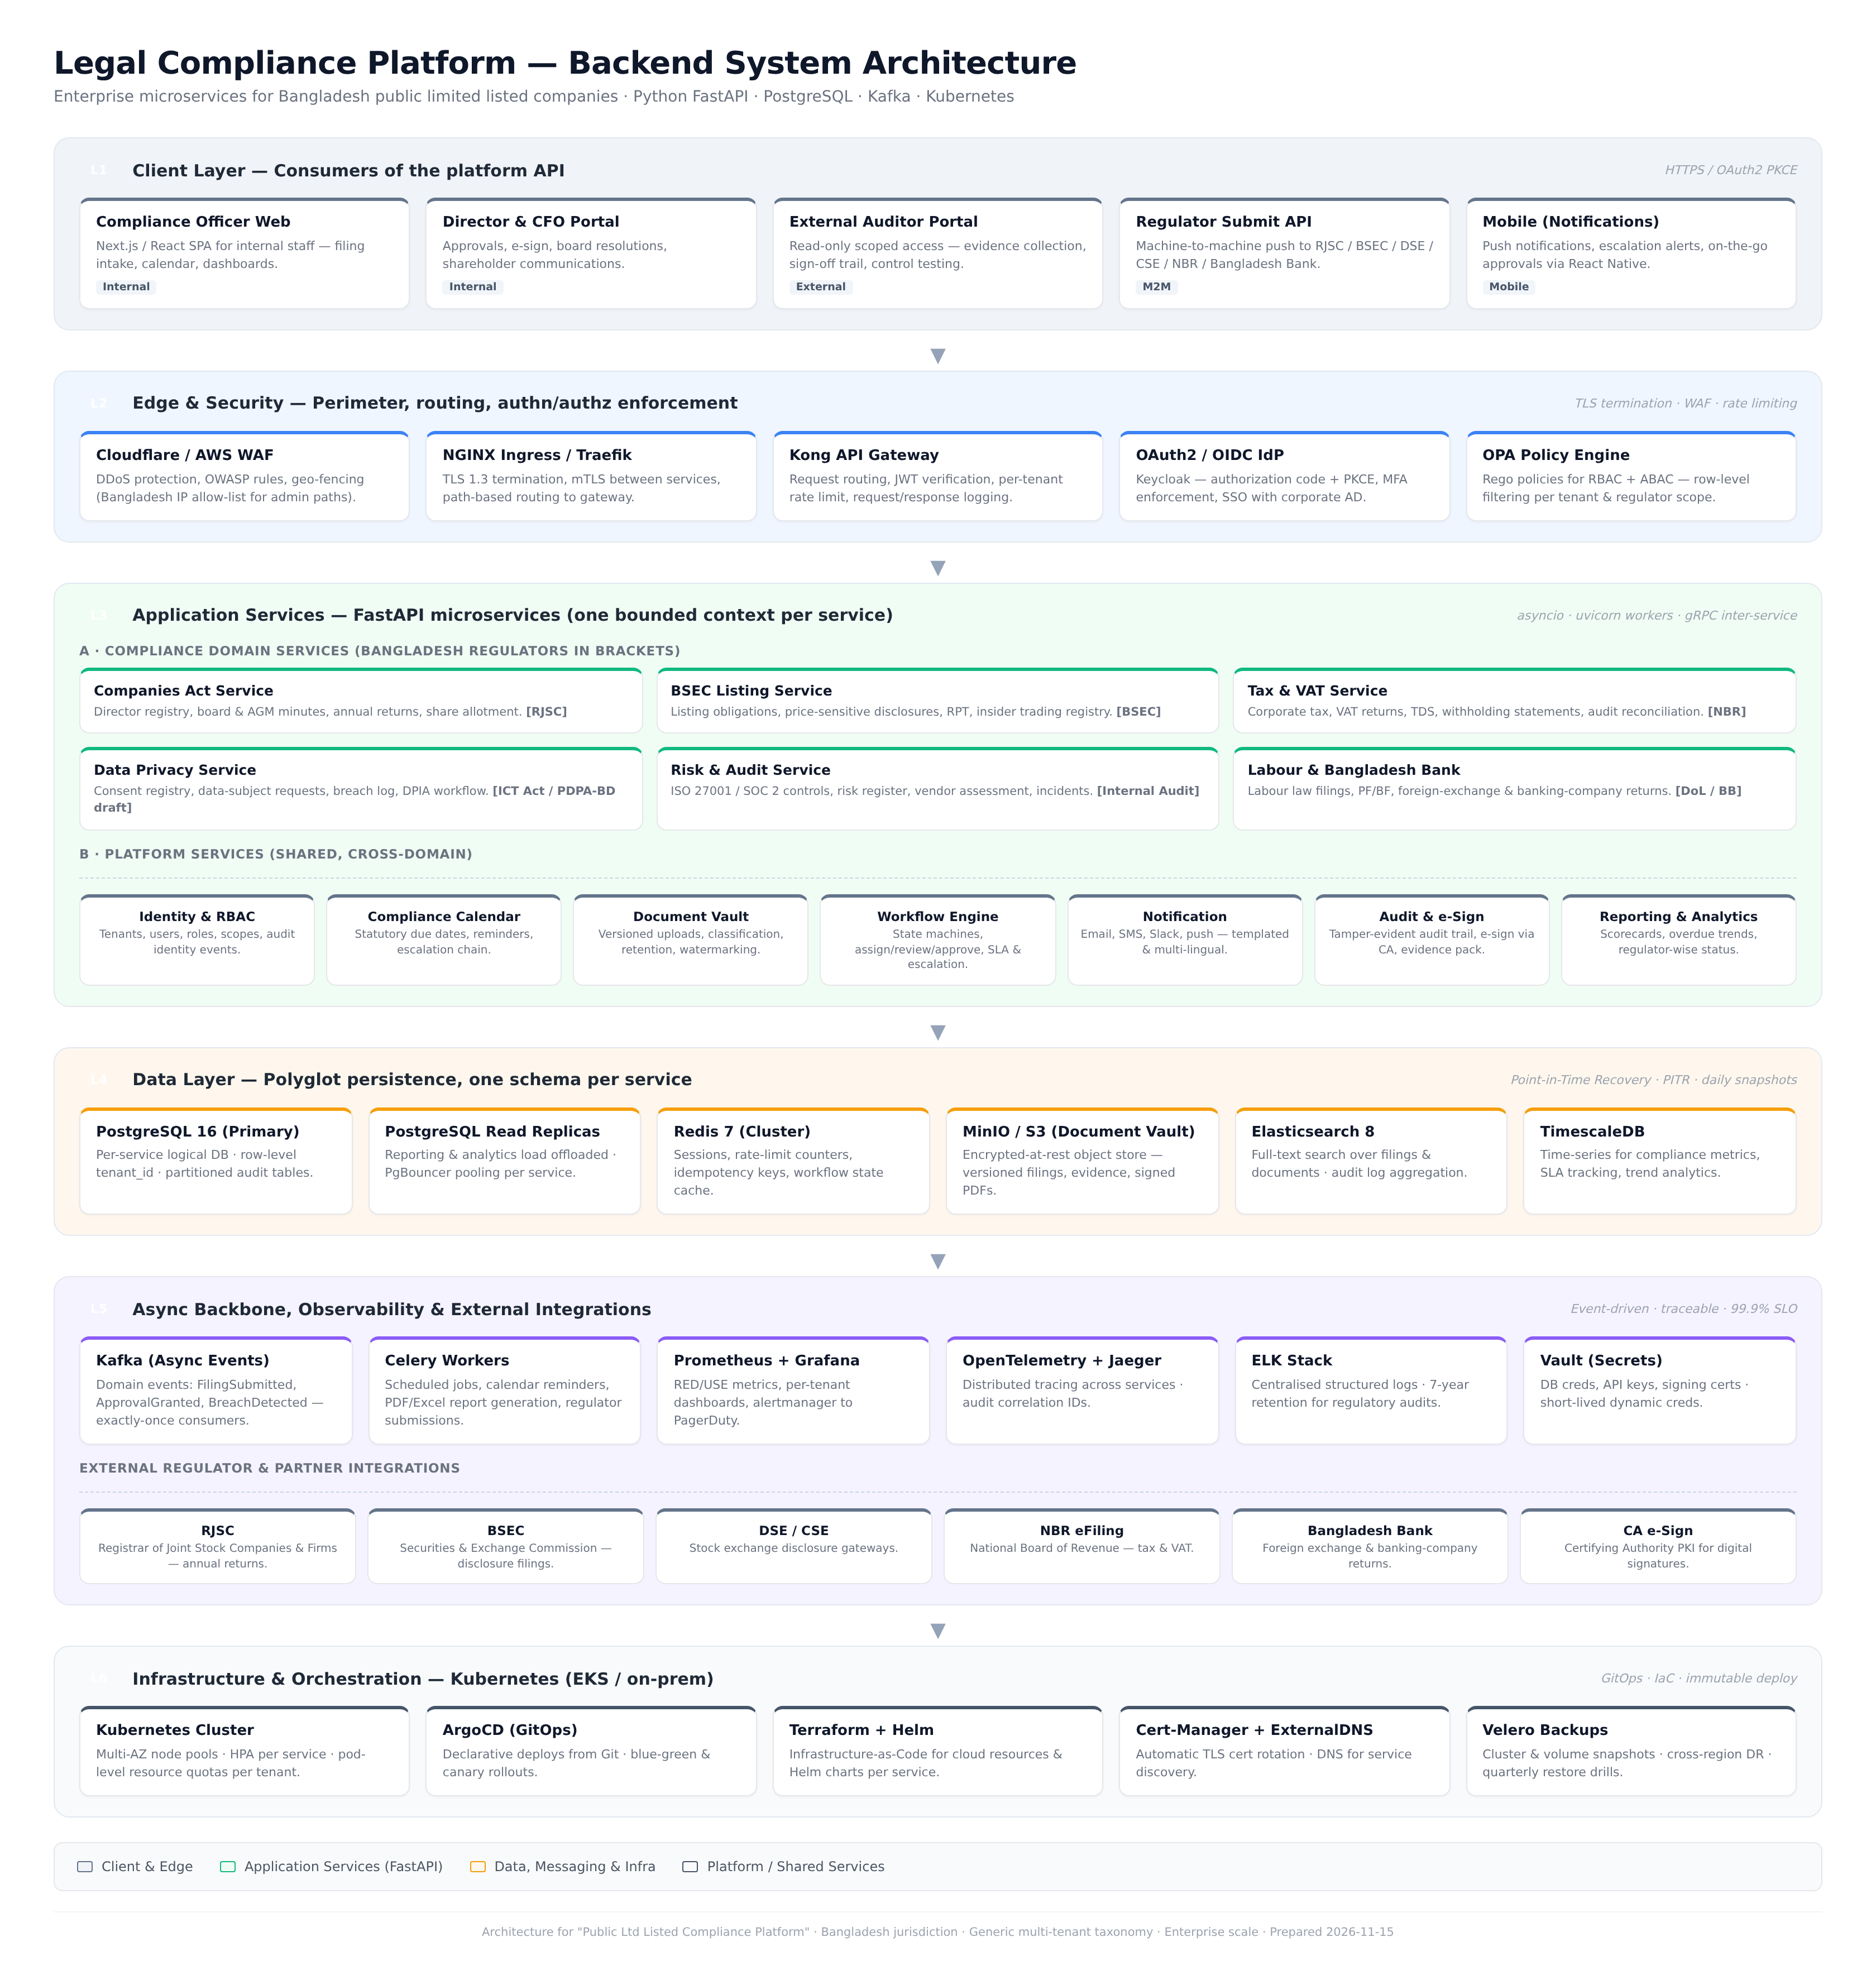 Legal Compliance Platform — Backend System Architecture
Enterprise microservices for Bangladesh public limited listed companies · Python FastAPI · PostgreSQL · Kafka · Kubernetes
L1
Client Layer — Consumers of the platform API
HTTPS / OAuth2 PKCE
Compliance Officer Web
Next.js / React SPA for internal staff — filing
intake, calendar, dashboards.
Internal
Director & CFO Portal
Approvals, e-sign, board resolutions,
shareholder communications.
Internal
External Auditor Portal
Read-only scoped access — evidence collection,
sign-off trail, control testing.
External
Regulator Submit API
Machine-to-machine push to RJSC / BSEC / DSE /
CSE / NBR / Bangladesh Bank.
M2M
Mobile (Notifications)
Push notifications, escalation alerts, on-the-go
approvals via React Native.
Mobile
▼
L2
Edge & Security — Perimeter, routing, authn/authz enforcement
TLS termination · WAF · rate limiting
Cloudflare / AWS WAF
DDoS protection, OWASP rules, geo-fencing
(Bangladesh IP allow-list for admin paths).
NGINX Ingress / Traefik
TLS 1.3 termination, mTLS between services,
path-based routing to gateway.
Kong API Gateway
Request routing, JWT verification, per-tenant
rate limit, request/response logging.
OAuth2 / OIDC IdP
Keycloak — authorization code + PKCE, MFA
enforcement, SSO with corporate AD.
OPA Policy Engine
Rego policies for RBAC + ABAC — row-level
filtering per tenant & regulator scope.
▼
L3
Application Services — FastAPI microservices (one bounded context per service)
asyncio · uvicorn workers · gRPC inter-service
A · COMPLIANCE DOMAIN SERVICES (BANGLADESH REGULATORS IN BRACKETS)
Companies Act Service
Director registry, board & AGM minutes, annual returns, share allotment. [RJSC]
BSEC Listing Service
Listing obligations, price-sensitive disclosures, RPT, insider trading registry. [BSEC]
Tax & VAT Service
Corporate tax, VAT returns, TDS, withholding statements, audit reconciliation. [NBR]
Data Privacy Service
Consent registry, data-subject requests, breach log, DPIA workflow. [ICT Act / PDPA-BD
draft]
Risk & Audit Service
ISO 27001 / SOC 2 controls, risk register, vendor assessment, incidents. [Internal Audit]
Labour & Bangladesh Bank
Labour law filings, PF/BF, foreign-exchange & banking-company returns. [DoL / BB]
B · PLATFORM SERVICES (SHARED, CROSS-DOMAIN)
Identity & RBAC
Tenants, users, roles, scopes, audit
identity events.
Compliance Calendar
Statutory due dates, reminders,
escalation chain.
Document Vault
Versioned uploads, classification,
retention, watermarking.
Workflow Engine
State machines,
assign/review/approve, SLA &
escalation.
Notification
Email, SMS, Slack, push — templated
& multi-lingual.
Audit & e-Sign
Tamper-evident audit trail, e-sign via
CA, evidence pack.
Reporting & Analytics
Scorecards, overdue trends,
regulator-wise status.
▼
L4
Data Layer — Polyglot persistence, one schema per service
Point-in-Time Recovery · PITR · daily snapshots
PostgreSQL 16 (Primary)
Per-service logical DB · row-level
tenant_id · partitioned audit tables.
PostgreSQL Read Replicas
Reporting & analytics load offloaded ·
PgBouncer pooling per service.
Redis 7 (Cluster)
Sessions, rate-limit counters,
idempotency keys, workflow state
cache.
MinIO / S3 (Document Vault)
Encrypted-at-rest object store —
versioned filings, evidence, signed
PDFs.
Elasticsearch 8
Full-text search over filings &
documents · audit log aggregation.
TimescaleDB
Time-series for compliance metrics,
SLA tracking, trend analytics.
▼
L5
Async Backbone, Observability & External Integrations
Event-driven · traceable · 99.9% SLO
Kafka (Async Events)
Domain events: FilingSubmitted,
ApprovalGranted, BreachDetected —
exactly-once consumers.
Celery Workers
Scheduled jobs, calendar reminders,
PDF/Excel report generation, regulator
submissions.
Prometheus + Grafana
RED/USE metrics, per-tenant
dashboards, alertmanager to
PagerDuty.
OpenTelemetry + Jaeger
Distributed tracing across services ·
audit correlation IDs.
ELK Stack
Centralised structured logs · 7-year
retention for regulatory audits.
Vault (Secrets)
DB creds, API keys, signing certs ·
short-lived dynamic creds.
EXTERNAL REGULATOR & PARTNER INTEGRATIONS
RJSC
Registrar of Joint Stock Companies & Firms
— annual returns.
BSEC
Securities & Exchange Commission —
disclosure filings.
DSE / CSE
Stock exchange disclosure gateways.
NBR eFiling
National Board of Revenue — tax & VAT.
Bangladesh Bank
Foreign exchange & banking-company
returns.
CA e-Sign
Certifying Authority PKI for digital
signatures.
▼
L6
Infrastructure & Orchestration — Kubernetes (EKS / on-prem)
GitOps · IaC · immutable deploy
Kubernetes Cluster
Multi-AZ node pools · HPA per service · pod-
level resource quotas per tenant.
ArgoCD (GitOps)
Declarative deploys from Git · blue-green &
canary rollouts.
Terraform + Helm
Infrastructure-as-Code for cloud resources &
Helm charts per service.
Cert-Manager + ExternalDNS
Automatic TLS cert rotation · DNS for service
discovery.
Velero Backups
Cluster & volume snapshots · cross-region DR ·
quarterly restore drills.
Client & Edge
Application Services (FastAPI)
Data, Messaging & Infra
Platform / Shared Services
Architecture for "Public Ltd Listed Compliance Platform" · Bangladesh jurisdiction · Generic multi-tenant taxonomy · Enterprise scale · Prepared 2026-11-15